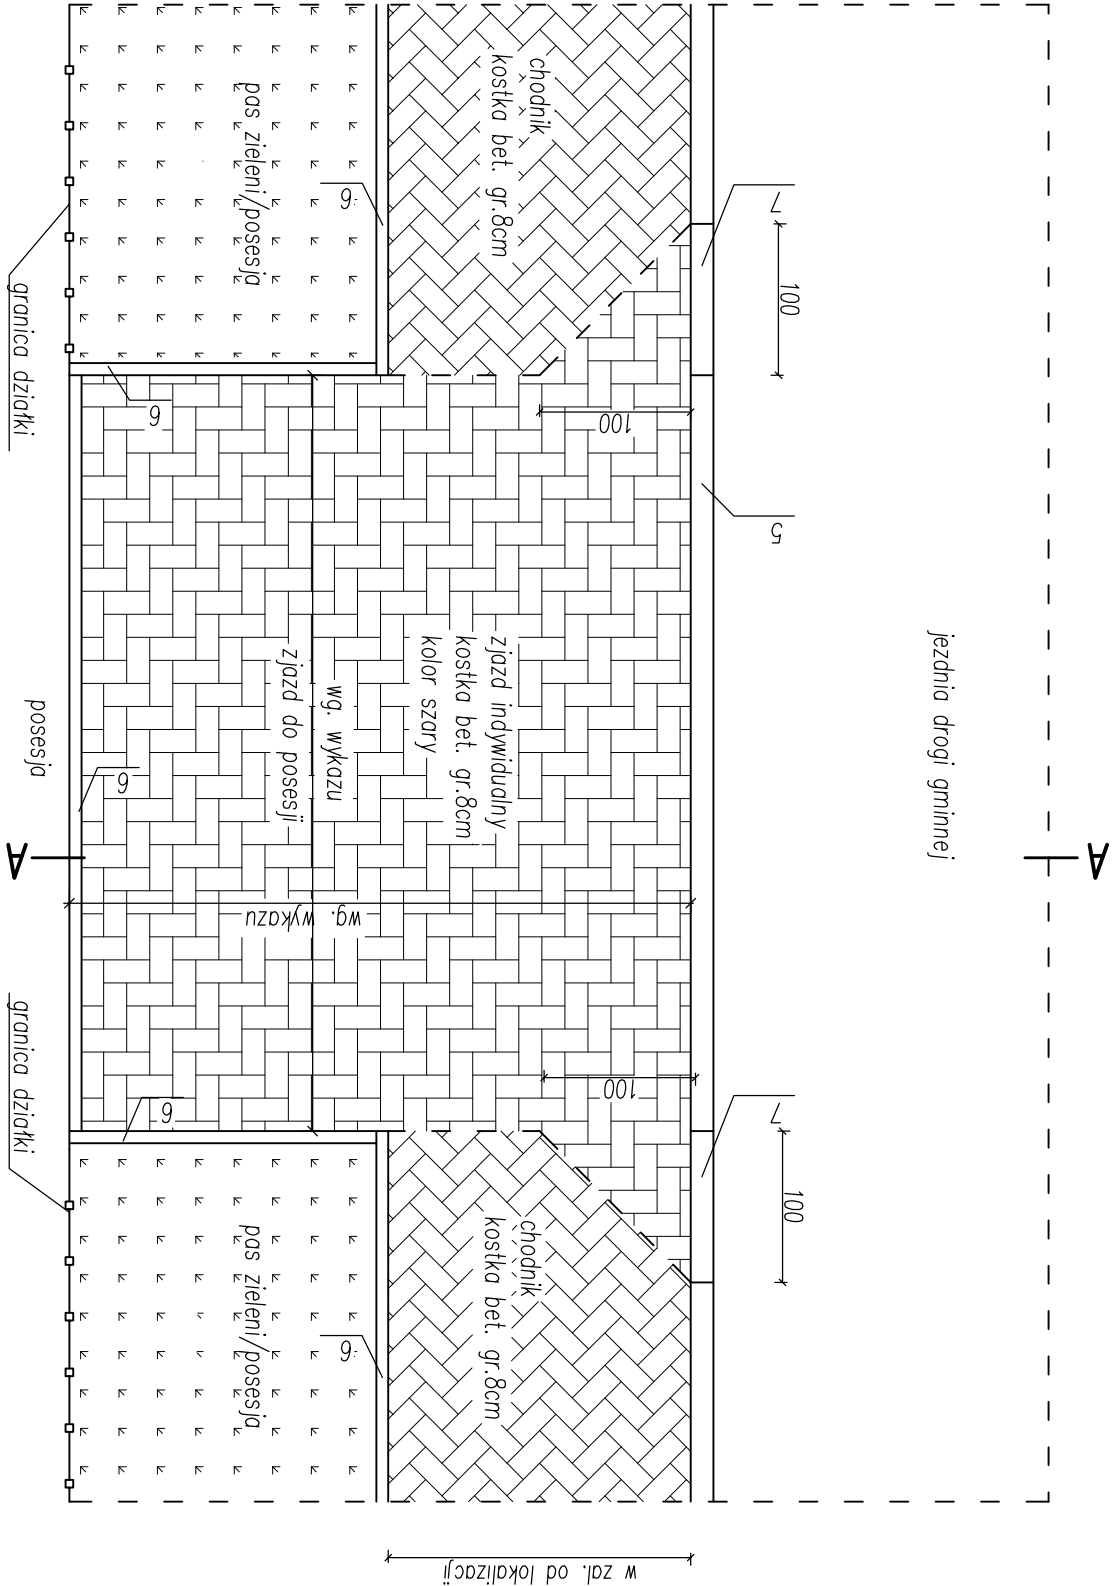 jezdnia drogi gminnej
A
A
7
100
5
7
100
100
100
chodnik
kostka bet. gr.8cm
zjazd indywidualny
kostka bet. gr.8cm
kolor szary
chodnik
kostka bet. gr.8cm
wg. wykazu
zjazd do posesji
wg. wykazu
6
6
6
6
6
pas zieleni/posesja
pas zieleni/posesja
posesja
granica działki
granica działki
w zal. od lokalizacji